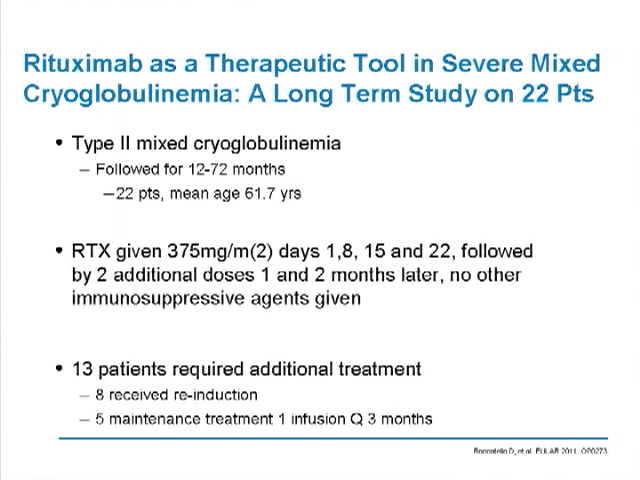 Rituximab as a Therapeutic Tool in Severe Mixed
Cryoglobulinemia: A Long Term Study on 22 Pts
• Type II mixed cryoglobulinemia
– Followed for 12-72 months
–22 pts, mean age 61.7 yrs
• RTX given 375mg/m(2) days 1,8, 15 and 22, followed
by 2 additional doses 1 and 2 months later, no other
immunosuppressive agents given
• 13 patients required additional treatment
– 8 received re-induction
– 5 maintenance treatment 1 infusion Q 3 months
D, et al. EULAR 2011. OP0273